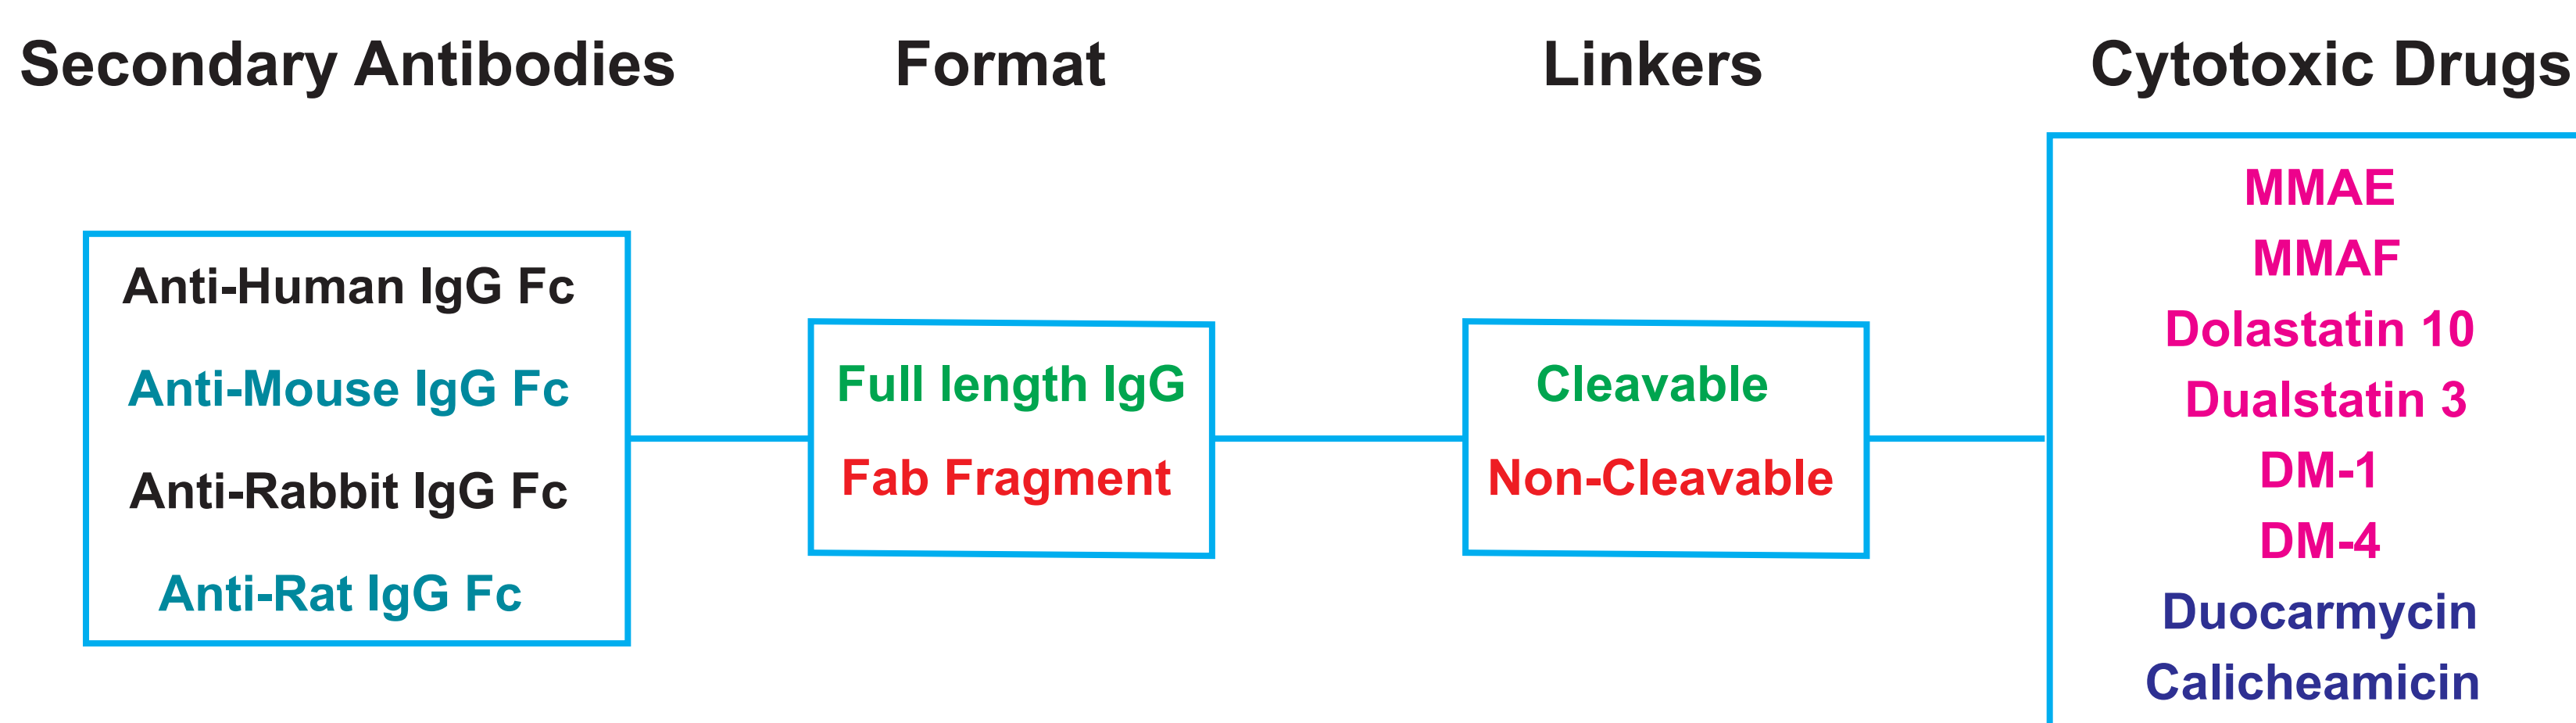 Secondary Antibodies
Format
Linkers
Cytotoxic Drugs
Anti-Human IgG Fc
Anti-Mouse IgG Fc
Anti-Rabbit IgG Fc
Anti-Rat IgG Fc
Full length IgG
Fab Fragment
Cleavable
Non-Cleavable
MMAE
MMAF
Dolastatin 10
Dualstatin 3
DM-1
DM-4
Duocarmycin
Calicheamicin